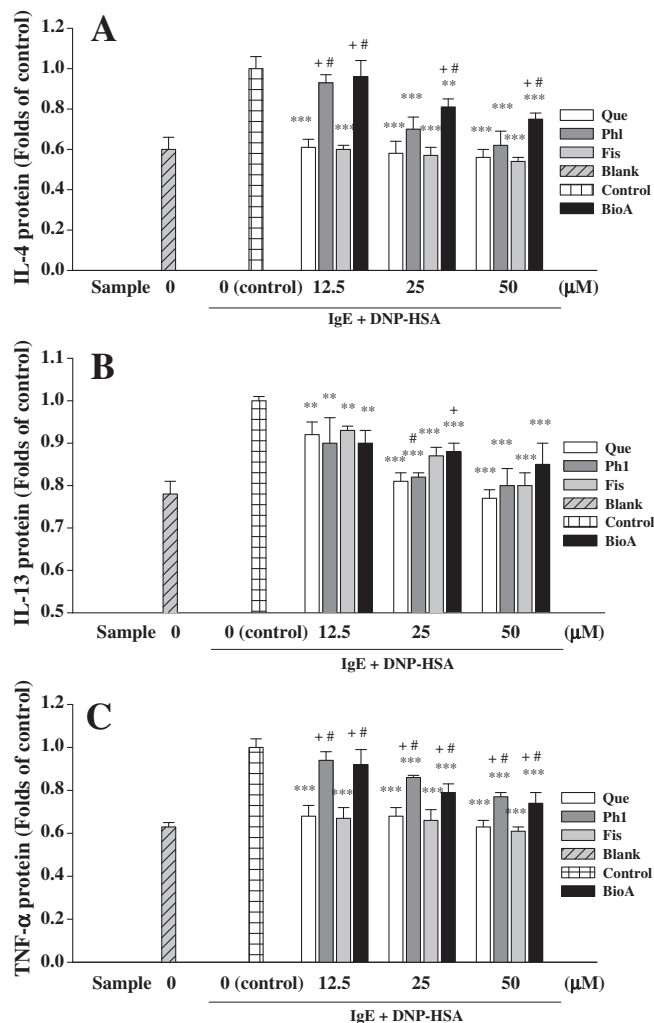 A
IL-4 protein (Folds of control)
1.2
1.0
0.8
0.6
0.4
0.2
0.0
+ #
+ #
+ #
+ #
*** *** *** *** *** ** *** *** *** ***
Que
Phl
Fis
Blank
Control
BioA
Sample 0 0 (control) 12.5 25 50 (μM)
IgE + DNP-HSA
B
IL-13 protein (Folds of control)
1.1
1.0
0.9
0.8
0.7
0.6
0.5
** ** ** **
# +
*** *** *** ***
*** *** *** ***
Que
Ph1
Fis
Blank
Control
BioA
Sample 0 0 (control) 12.5 25 50 (μM)
IgE + DNP-HSA
C
TNF-α protein (Folds of control)
1.2
1.0
0.8
0.6
0.4
0.2
0.0
+ # + # + # + # + # + #
*** *** *** *** *** *** *** *** *** ***
Que
Ph1
Fis
Blank
Control
BioA
Sample 0 0 (control) 12.5 25 50 (μM)
IgE + DNP-HSA